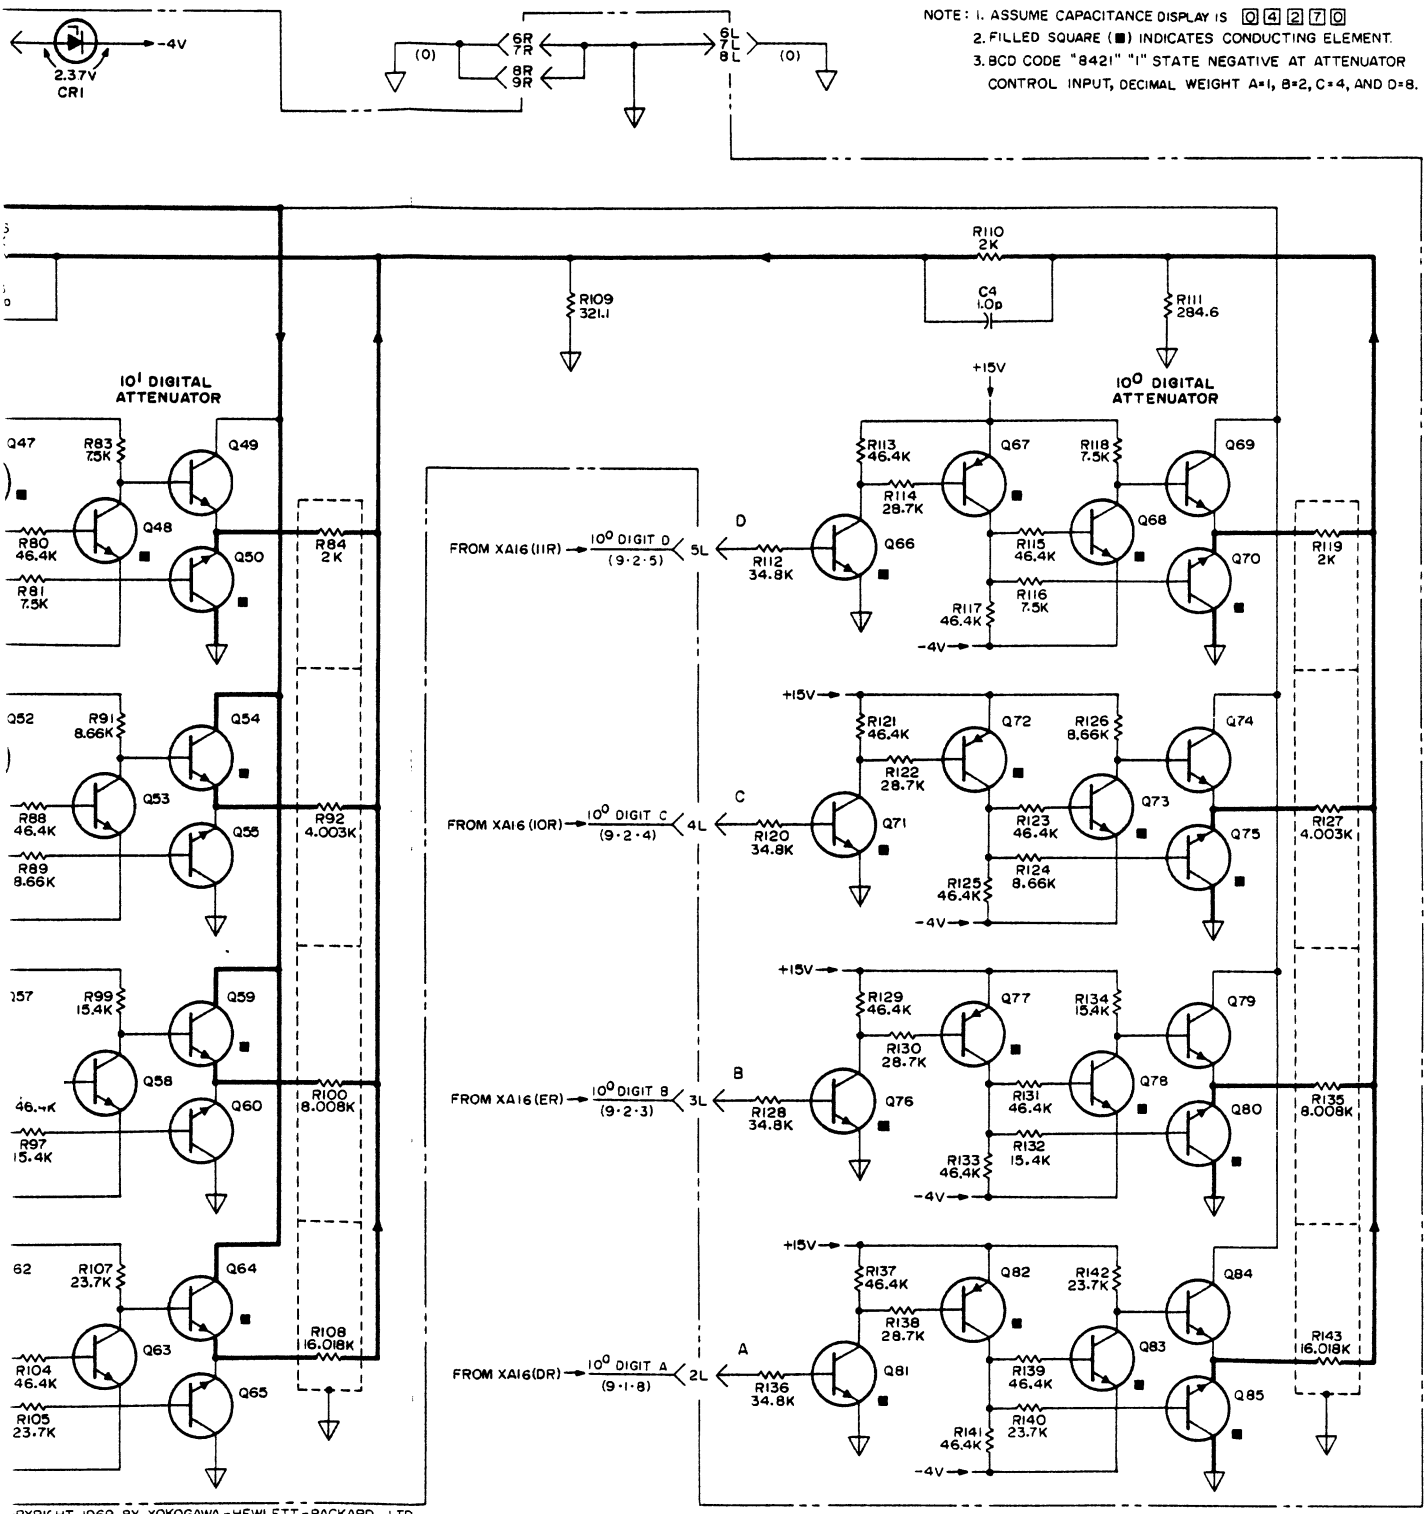 NOTE: 1. ASSUME CAPACITANCE DISPLAY IS 0 4 2 7 0
2. FILLED SQUARE (■) INDICATES CONDUCTING ELEMENT.
3. BCD CODE "8421" "1" STATE NEGATIVE AT ATTENUATOR
CONTROL INPUT, DECIMAL WEIGHT A=1, B=2, C=4, AND D=8.
-4V
2.37V
CR1
(0)
6R
7R
8R
9R
6L
7L
8L
(0)
R110
2K
C4
1.0p
R109
321.1
R111
284.6
10¹ DIGITAL
ATTENUATOR
Q47
R83
7.5K
Q49
Q48
R80
46.4K
Q50
R81
7.5K
R84
2K
Q52
R91
8.66K
Q54
Q53
R88
46.4K
Q55
R89
8.66K
R92
4.003K
R99
15.4K
Q59
Q58
46.4K
Q60
R97
15.4K
R100
8.008K
62
R107
23.7K
Q64
Q63
R104
46.4K
Q65
R105
23.7K
R108
16.018K
+15V
10⁰ DIGITAL
ATTENUATOR
R113
46.4K
Q67
R118
7.5K
Q69
R114
28.7K
D
FROM XA16(11R)
10⁰ DIGIT D
(9-2-5)
5L
R112
34.8K
Q66
Q68
R115
46.4K
Q70
R116
7.5K
R117
46.4K
-4V
R119
2K
+15V
R121
46.4K
Q72
R126
8.66K
Q74
R122
28.7K
C
FROM XA16(10R)
10⁰ DIGIT C
(9-2-4)
4L
R120
34.8K
Q71
Q73
R123
46.4K
Q75
R124
8.66K
R125
46.4K
-4V
R127
4.003K
+15V
R129
46.4K
Q77
R134
15.4K
Q79
R130
28.7K
B
FROM XA16(ER)
10⁰ DIGIT B
(9-2-3)
3L
R128
34.8K
Q76
Q78
R131
46.4K
Q80
R132
15.4K
R133
46.4K
-4V
R135
8.008K
+15V
R137
46.4K
Q82
R142
23.7K
Q84
R138
28.7K
A
FROM XA16(DR)
10⁰ DIGIT A
(9-1-8)
2L
R136
34.8K
Q81
Q83
R139
46.4K
Q85
R140
23.7K
R141
46.4K
-4V
R143
16.018K
1969 BY YOKOGAWA-HEWLETT-PACKARD, LTD.